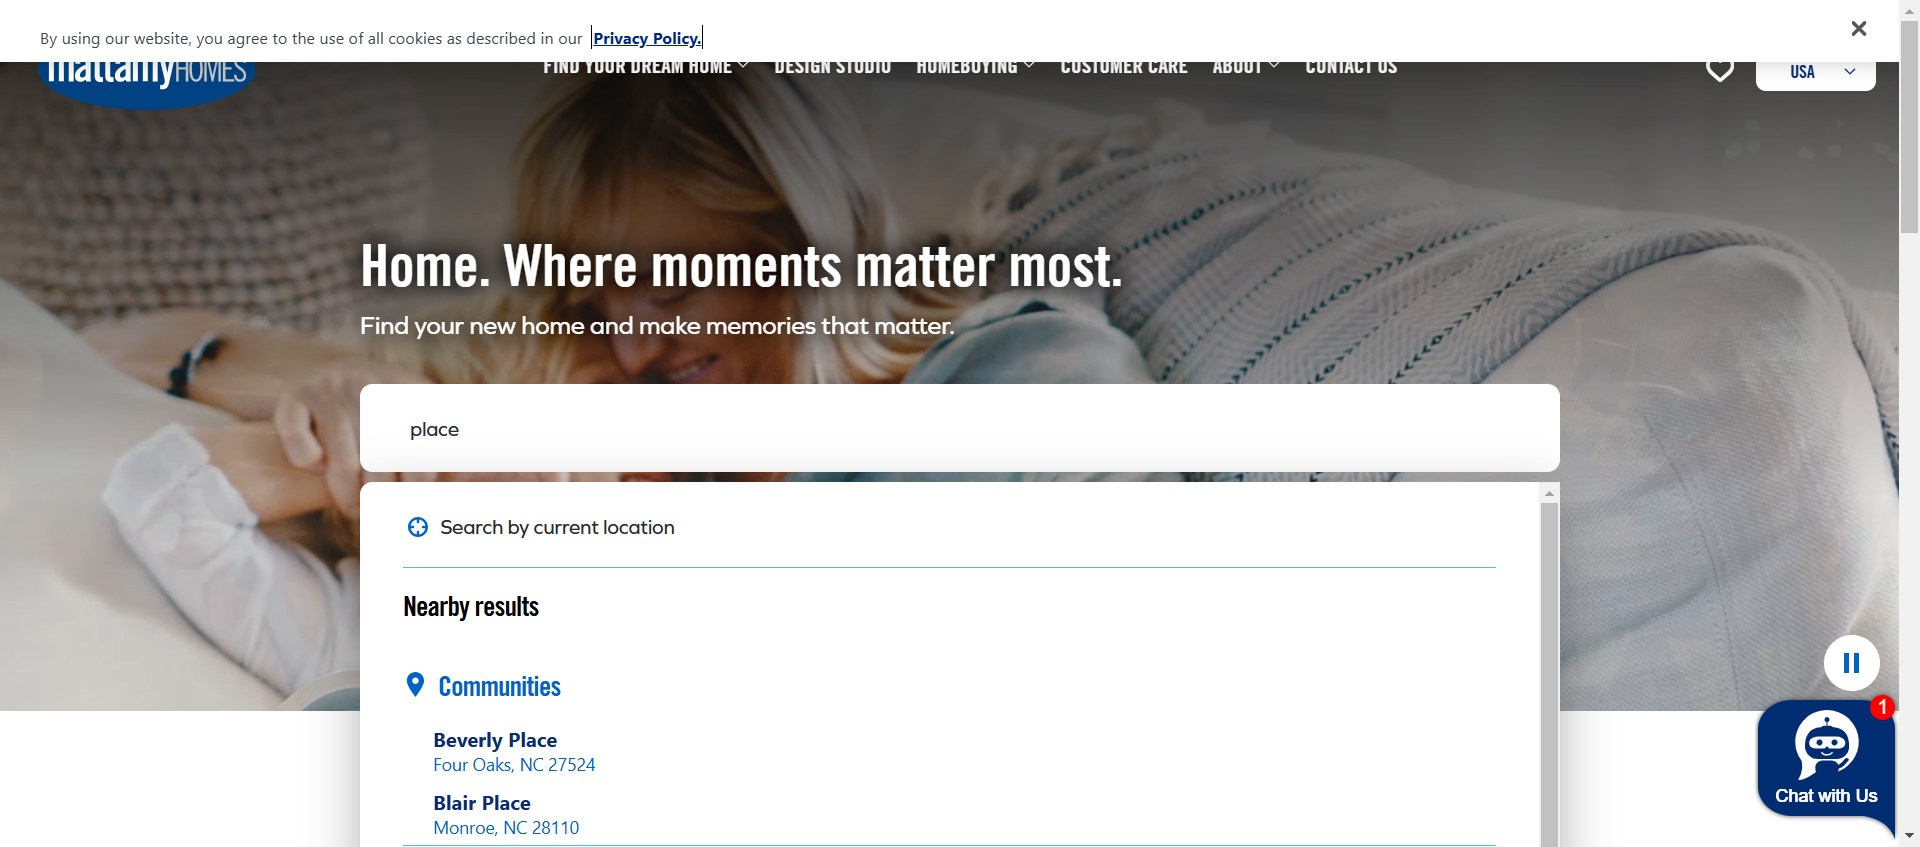 By using our website, you agree to the use of all cookies as described in our Privacy Policy.
mattamyHOMES
FIND YOUR DREAM HOME
DESIGN STUDIO
HOMEBUYING
CUSTOMER CARE
ABOUT
CONTACT US
USA
Home. Where moments matter most.
Find your new home and make memories that matter.
place
Search by current location
Nearby results
Communities
Beverly Place
Four Oaks, NC 27524
Blair Place
Monroe, NC 28110
1
Chat with Us